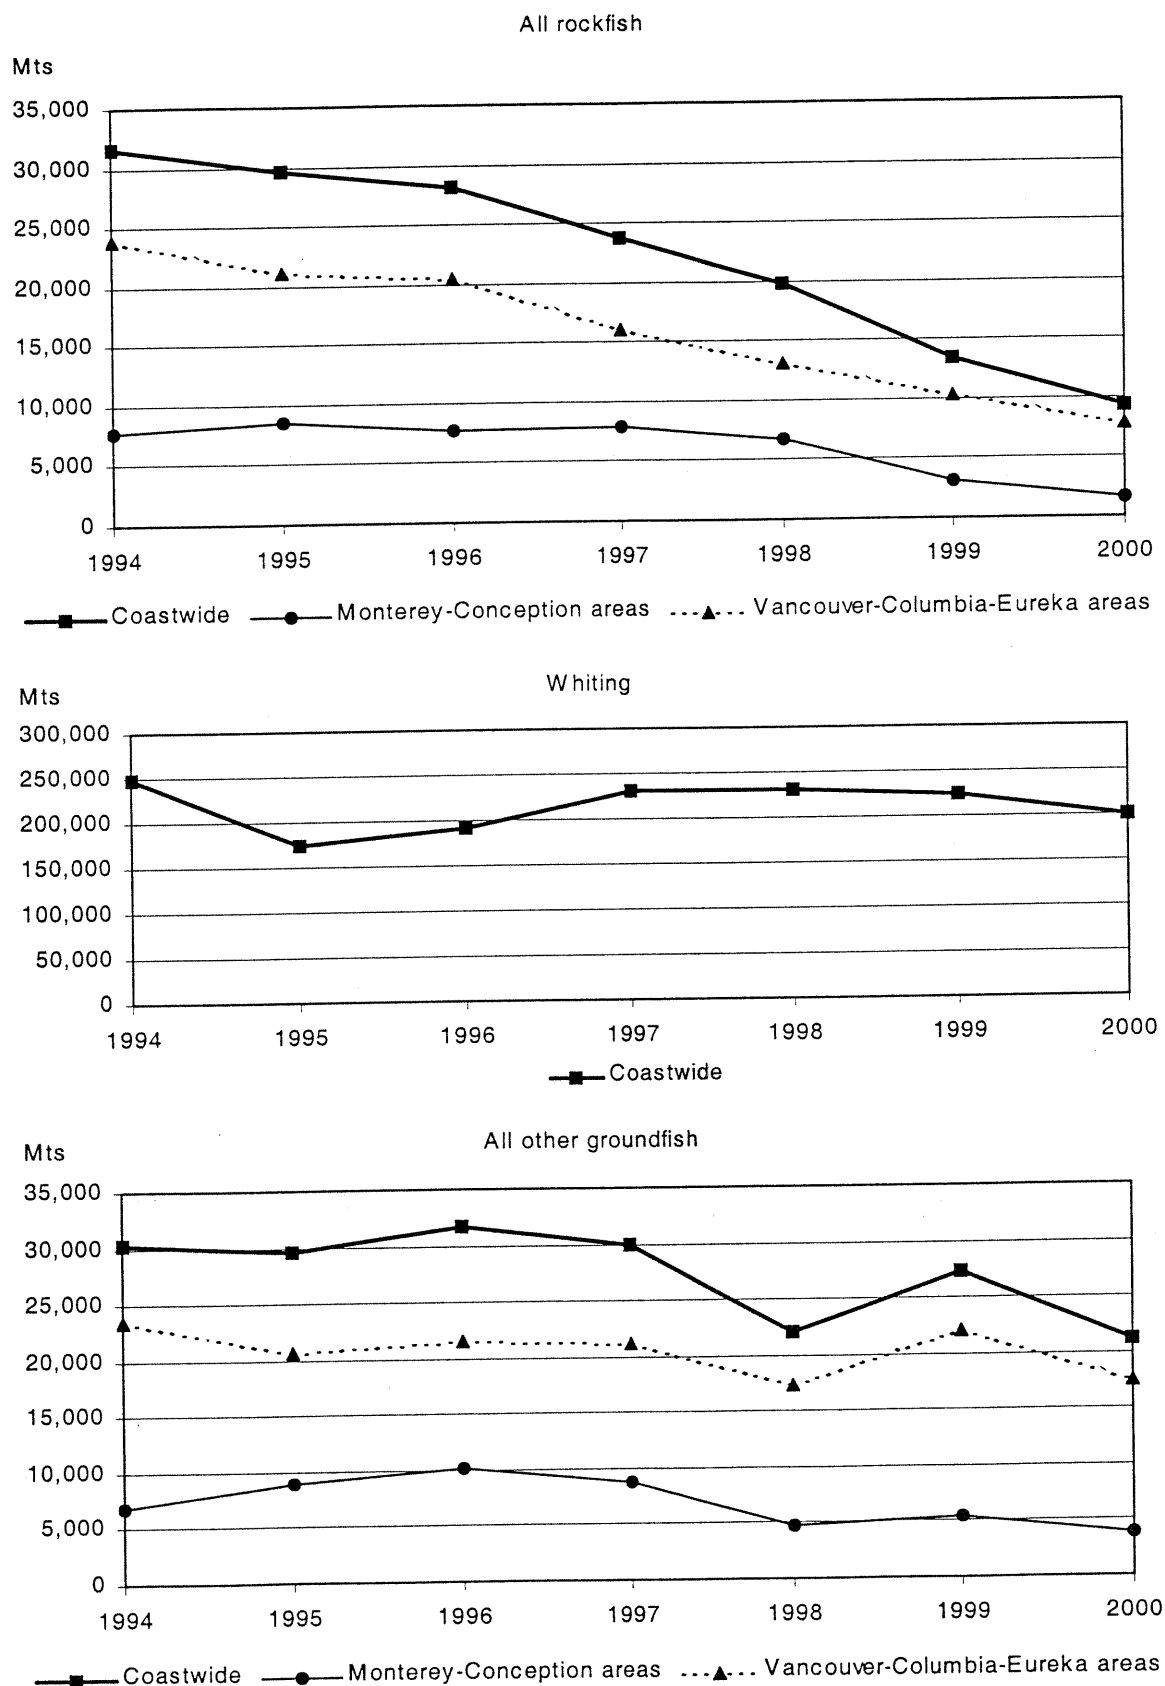 All rockfish
Mts
35,000
30,000
25,000
20,000
15,000
10,000
5,000
0
1994 1995 1996 1997 1998 1999 2000
Coastwide Monterey-Conception areas Vancouver-Columbia-Eureka areas
Whiting
Mts
300,000
250,000
200,000
150,000
100,000
50,000
0
1994 1995 1996 1997 1998 1999 2000
Coastwide
All other groundfish
Mts
35,000
30,000
25,000
20,000
15,000
10,000
5,000
0
1994 1995 1996 1997 1998 1999 2000
Coastwide Monterey-Conception areas Vancouver-Columbia-Eureka areas